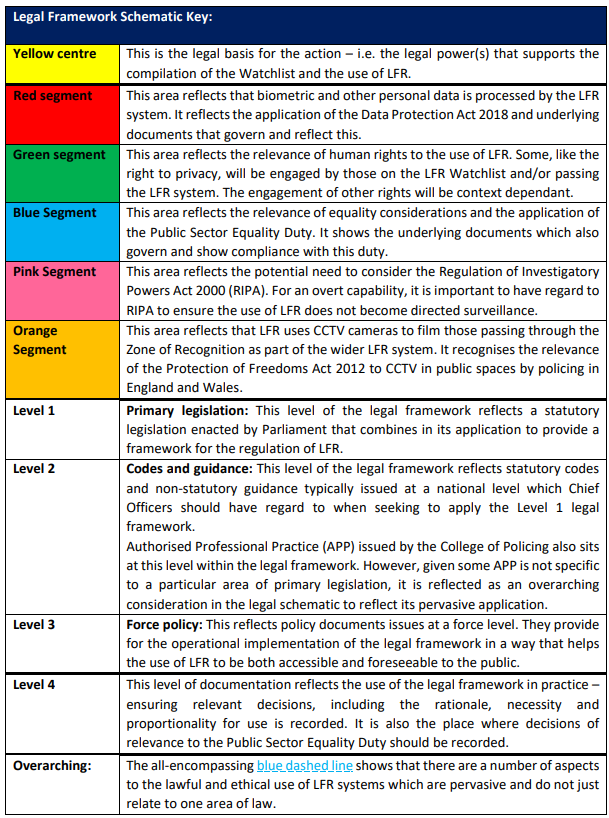 Legal Framework Schematic Key:
Yellow centre
This is the legal basis for the action – i.e. the legal power(s) that supports the
compilation of the Watchlist and the use of LFR.
Red segment
This area reflects that biometric and other personal data is processed by the LFR
system. It reflects the application of the Data Protection Act 2018 and underlying
documents that govern and reflect this.
Green segment
This area reflects the relevance of human rights to the use of LFR. Some, like the
right to privacy, will be engaged by those on the LFR Watchlist and/or passing
the LFR system. The engagement of other rights will be context dependant.
Blue Segment
This area reflects the relevance of equality considerations and the application of
the Public Sector Equality Duty. It shows the underlying documents which also
govern and show compliance with this duty.
Pink Segment
This area reflects the potential need to consider the Regulation of Investigatory
Powers Act 2000 (RIPA). For an overt capability, it is important to have regard to
RIPA to ensure the use of LFR does not become directed surveillance.
Orange
Segment
This area reflects that LFR uses CCTV cameras to film those passing through the
Zone of Recognition as part of the wider LFR system. It recognises the relevance
of the Protection of Freedoms Act 2012 to CCTV in public spaces by policing in
England and Wales.
Level 1
Primary legislation: This level of the legal framework reflects a statutory
legislation enacted by Parliament that combines in its application to provide a
framework for the regulation of LFR.
Level 2
Codes and guidance: This level of the legal framework reflects statutory codes
and non-statutory guidance typically issued at a national level which Chief
Officers should have regard to when seeking to apply the Level 1 legal
framework.
Authorised Professional Practice (APP) issued by the College of Policing also sits
at this level within the legal framework. However, given some APP is not specific
to a particular area of primary legislation, it is reflected as an overarching
consideration in the legal schematic to reflect its pervasive application.
Level 3
Force policy: This reflects policy documents issues at a force level. They provide
for the operational implementation of the legal framework in a way that helps
the use of LFR to be both accessible and foreseeable to the public.
Level 4
This level of documentation reflects the use of the legal framework in practice –
ensuring relevant decisions, including the rationale, necessity and
proportionality for use is recorded. It is also the place where decisions of
relevance to the Public Sector Equality Duty should be recorded.
Overarching:
The all-encompassing blue dashed line shows that there are a number of aspects
to the lawful and ethical use of LFR systems which are pervasive and do not just
relate to one area of law.